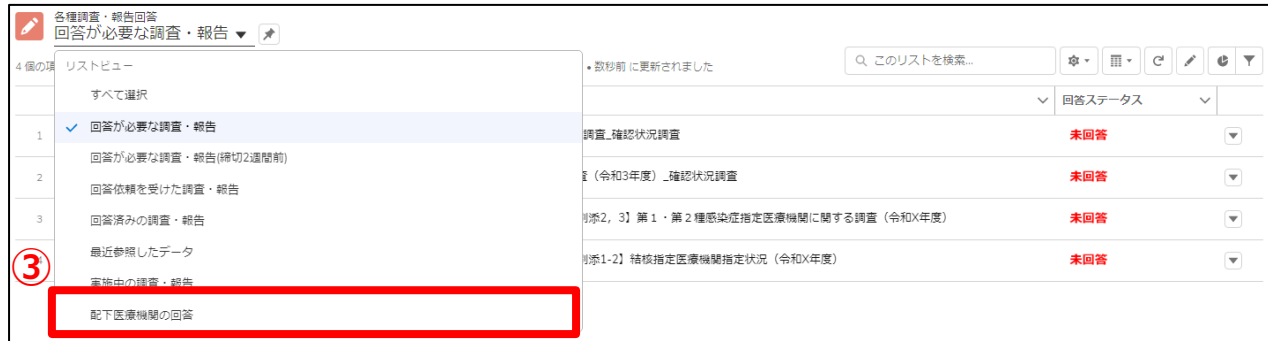 各種調査・報告回答
回答が必要な調査・報告
4 個の項
• 数秒前 に更新されました
このリストを検索...
リストビュー
すべて選択
回答が必要な調査・報告
回答が必要な調査・報告(締切2週間前)
回答依頼を受けた調査・報告
回答済みの調査・報告
最近参照したデータ
実施中の調査・報告
配下医療機関の回答
③
回答ステータス
1
調査_確認状況調査
未回答
2
査（令和3年度）_確認状況調査
未回答
3
別添2，3】第１・第２種感染症指定医療機関に関する調査（令和X年度）
未回答
別添1-2】結核指定医療機関指定状況（令和X年度）
未回答